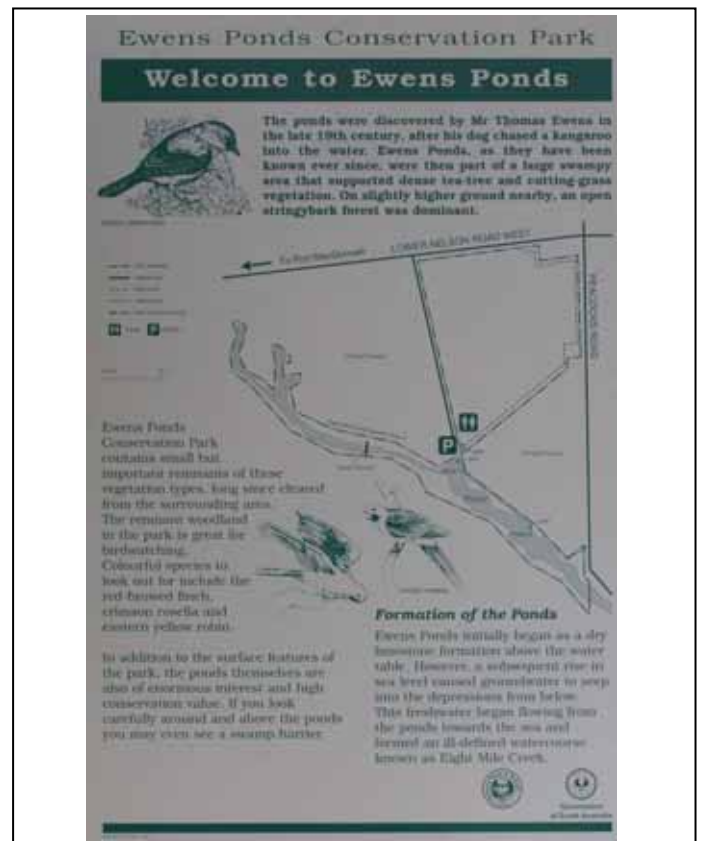 Ewens Ponds Conservation Park
Welcome to Ewens Ponds
The ponds were discovered by Mr Thomas Ewens in
the late 19th century, after his dog chased a kangaroo
into the water. Ewens Ponds, as they have been
known ever since, were then part of a large swampy
area that supported dense tea-tree and cutting-grass
vegetation. On slightly higher ground nearby, an open
stringybark forest was dominant.
To Port MacDonnell
LOWER NELSON ROAD WEST
PEACOCKS ROAD
P
P
Ewens Ponds
Conservation Park
contains small but
important remnants of these
vegetation types, long since cleared
from the surrounding area.
The remnant woodland
in the park is great for
birdwatching.
Colourful species to
look out for include the
red-browed finch,
crimson rosella and
eastern yellow robin.
In addition to the surface features of
the park, the ponds themselves are
also of enormous interest and high
conservation value. If you look
carefully around and above the ponds
you may even see a swamp harrier.
Formation of the Ponds
Ewens Ponds initially began as a dry
limestone formation above the water
table. However, a subsequent rise in
sea level caused groundwater to seep
into the depressions from below.
This freshwater began flowing from
the ponds towards the sea and
formed an ill-defined watercourse
known as Eight Mile Creek.
Government
of South Australia